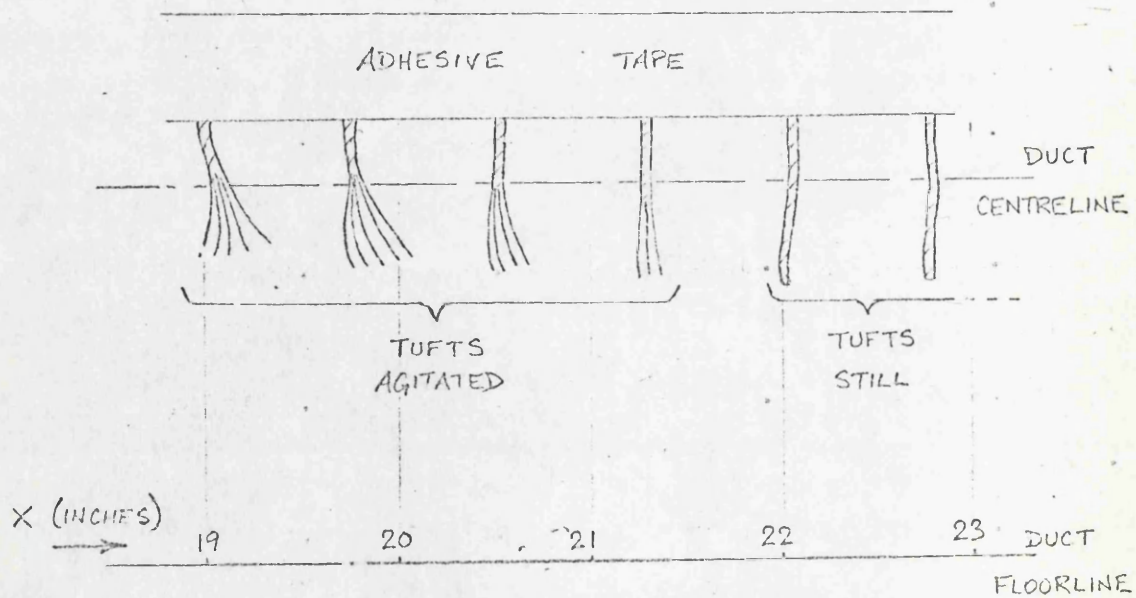 ADHESIVE TAPE
DUCT
CENTRELINE
TUFTS
AGITATED
TUFTS
STILL
X (INCHES)
19 20 21 22 23 DUCT
FLOORLINE